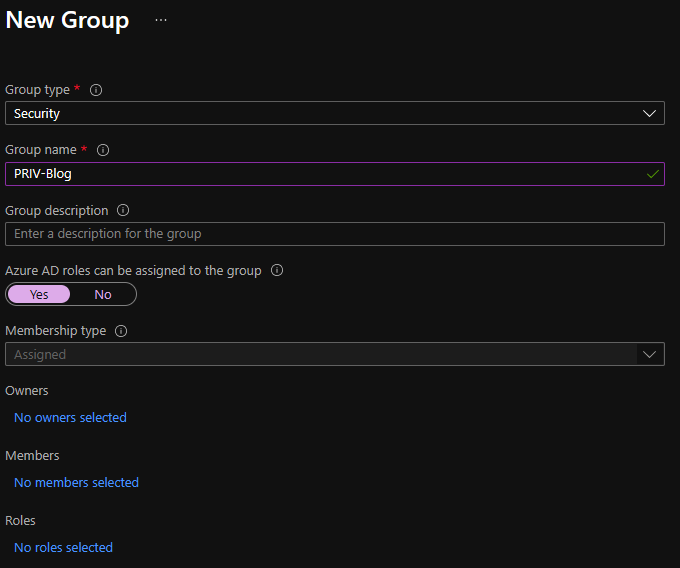 New Group ...
Group type *
Security
Group name *
PRIV-Blog
Group description
Enter a description for the group
Azure AD roles can be assigned to the group
Yes No
Membership type
Assigned
Owners
No owners selected
Members
No members selected
Roles
No roles selected